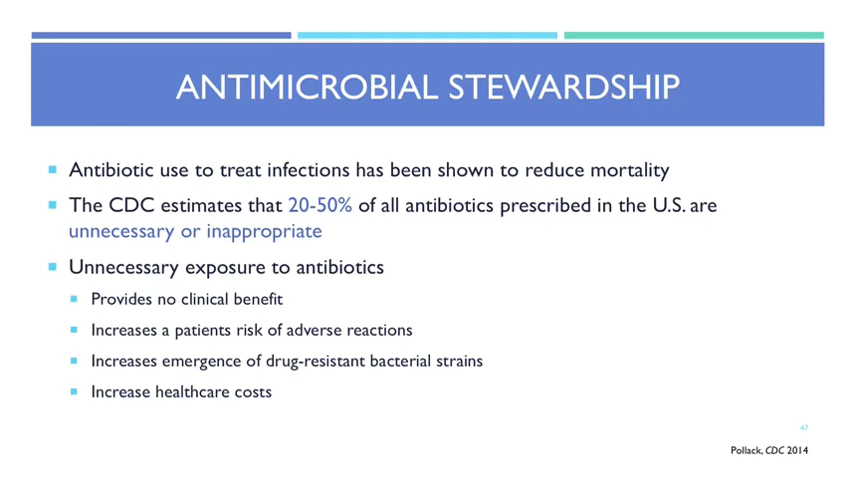 ANTIMICROBIAL STEWARDSHIP
Antibiotic use to treat infections has been shown to reduce mortality
The CDC estimates that 20-50% of all antibiotics prescribed in the U.S. are
unnecessary or inappropriate
Unnecessary exposure to antibiotics
Provides no clinical benefit
Increases a patients risk of adverse reactions
Increases emergence of drug-resistant bacterial strains
Increase healthcare costs
47
Pollack, CDC 2014